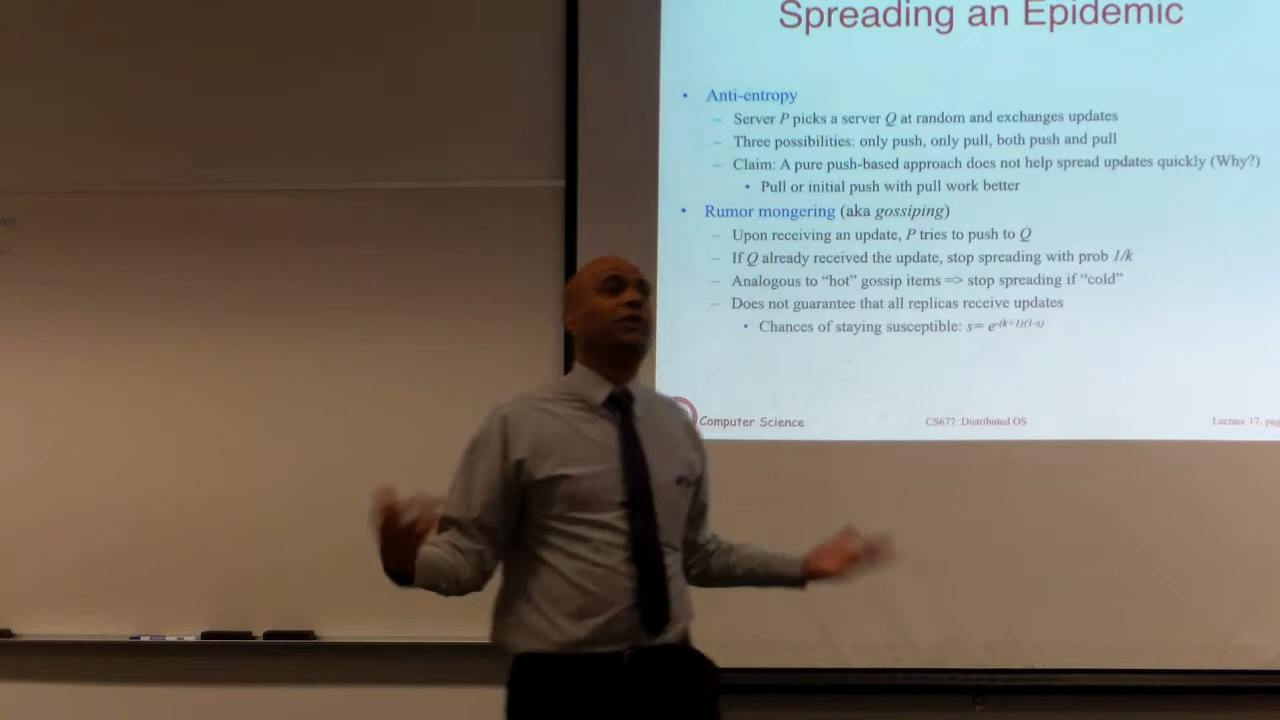 Spreading an Epidemic
• Anti-entropy
– Server P picks a server Q at random and exchanges updates
– Three possibilities: only push, only pull, both push and pull
– Claim: A pure push-based approach does not help spread updates quickly (Why?)
• Pull or initial push with pull work better
• Rumor mongering (aka gossiping)
– Upon receiving an update, P tries to push to Q
– If Q already received the update, stop spreading with prob 1/k
– Analogous to “hot” gossip items => stop spreading if “cold”
– Does not guarantee that all replicas receive updates
• Chances of staying susceptible: s= e-(k+1)(1-s)
Computer Science
CS677: Distributed OS
Lecture 17,